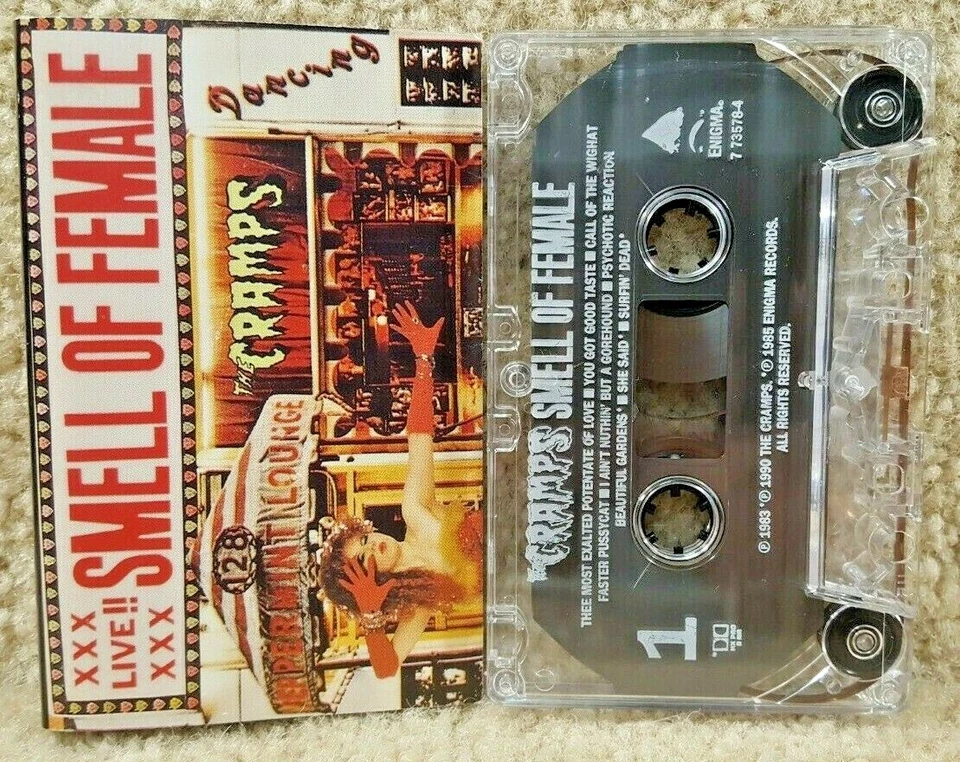 XXX
LIVE!!
XXX
SMELL OF FEMALE
Dancing
THE CRAMPS
128
PEPPERMINT LOUNGE
THE CRAMPS SMELL OF FEMALE
THEE MOST EXALTED POTENTATE OF LOVE ■ YOU GOT GOOD TASTE ■ CALL OF THE WIGHAT
FASTER PUSSYCAT ■ I AIN'T NUTHIN' BUT A GOREHOUND ■ PSYCHOTIC REACTION
BEAUTIFUL GARDENS* ■ SHE SAID* ■ SURFIN' DEAD*
1.
ENIGMA®
7 73578-4
℗ 1983 *℗ 1990 THE CRAMPS. *℗ 1985 ENIGMA RECORDS.
ALL RIGHTS RESERVED.